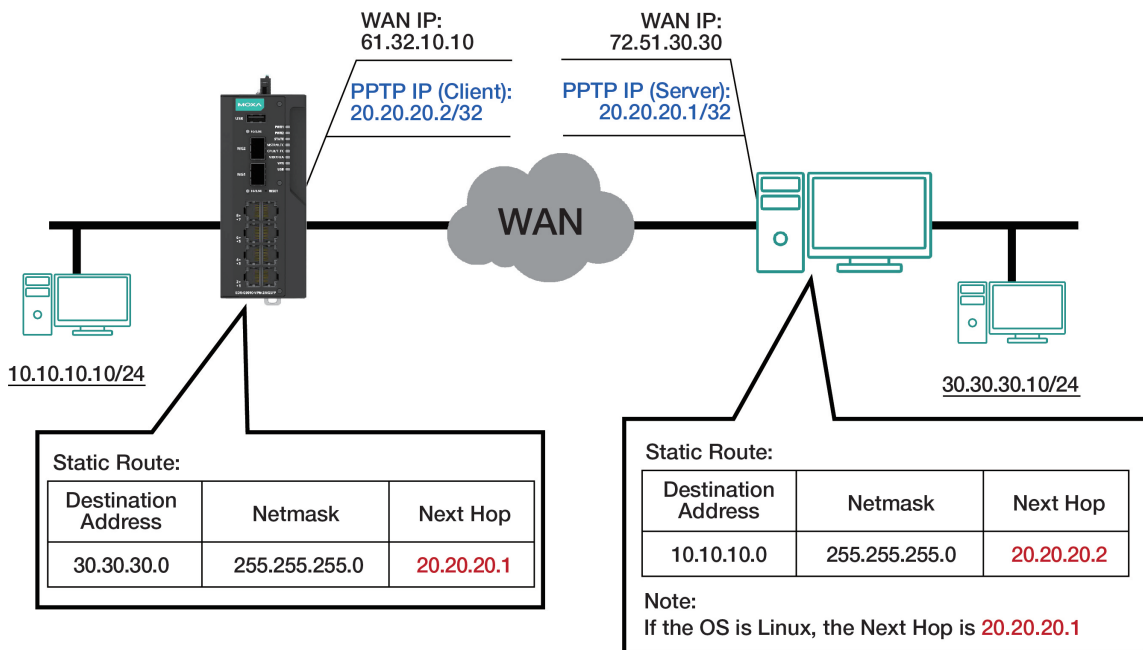 WAN IP:
61.32.10.10
WAN IP:
72.51.30.30
PPTP IP (Client):
20.20.20.2/32
PPTP IP (Server):
20.20.20.1/32
MOXA
USB
WAN
10.10.10.10/24
30.30.30.10/24
Static Route:
Destination Address Netmask Next Hop
30.30.30.0 255.255.255.0 20.20.20.1
Static Route:
Destination Address Netmask Next Hop
10.10.10.0 255.255.255.0 20.20.20.2
Note:
If the OS is Linux, the Next Hop is 20.20.20.1